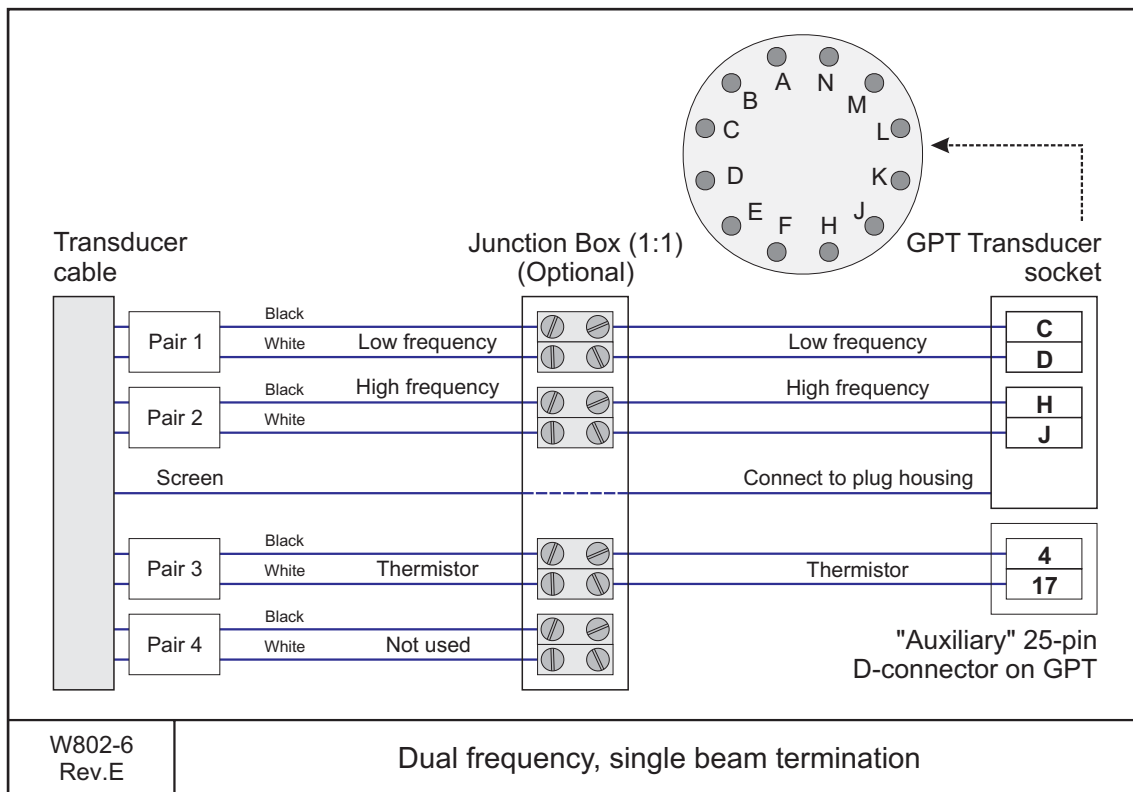 A
N
B
M
C
L
D
K
E
J
F
H
Transducer
cable
Junction Box (1:1)
(Optional)
GPT Transducer
socket
Pair 1
Black
White
Low frequency
Low frequency
C
D
Pair 2
Black
White
High frequency
High frequency
H
J
Screen
Connect to plug housing
Pair 3
Black
White
Thermistor
Thermistor
4
17
Pair 4
Black
White
Not used
"Auxiliary" 25-pin
D-connector on GPT
W802-6
Rev.E
Dual frequency, single beam termination